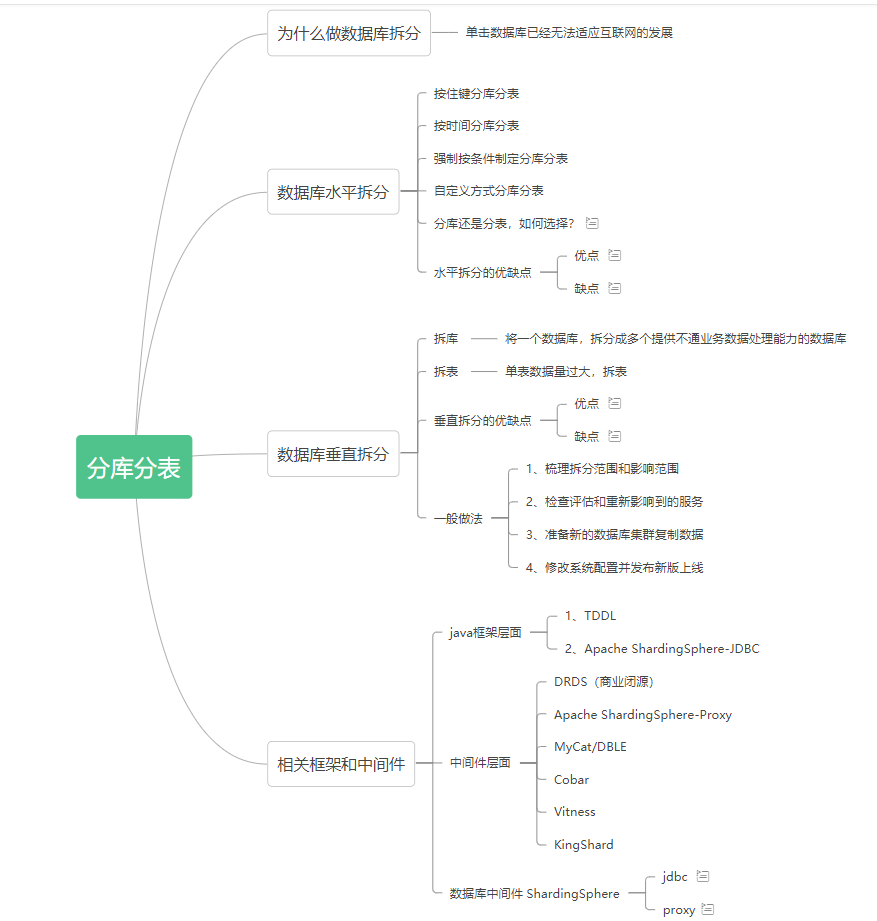 分库分表
为什么做数据库拆分
单击数据库已经无法适应互联网的发展
数据库水平拆分
按住键分库分表
按时间分库分表
强制按条件制定分库分表
自定义方式分库分表
分库还是分表，如何选择？
水平拆分的优缺点
优点
缺点
数据库垂直拆分
拆库
将一个数据库，拆分成多个提供不通业务数据处理能力的数据库
拆表
单表数据量过大，拆表
垂直拆分的优缺点
优点
缺点
一般做法
1、梳理拆分范围和影响范围
2、检查评估和重新影响到的服务
3、准备新的数据库集群复制数据
4、修改系统配置并发布新版上线
相关框架和中间件
java框架层面
1、TDDL
2、Apache ShardingSphere-JDBC
中间件层面
DRDS（商业闭源）
Apache ShardingSphere-Proxy
MyCat/DBLE
Cobar
Vitness
KingShard
数据库中间件 ShardingSphere
jdbc
proxy